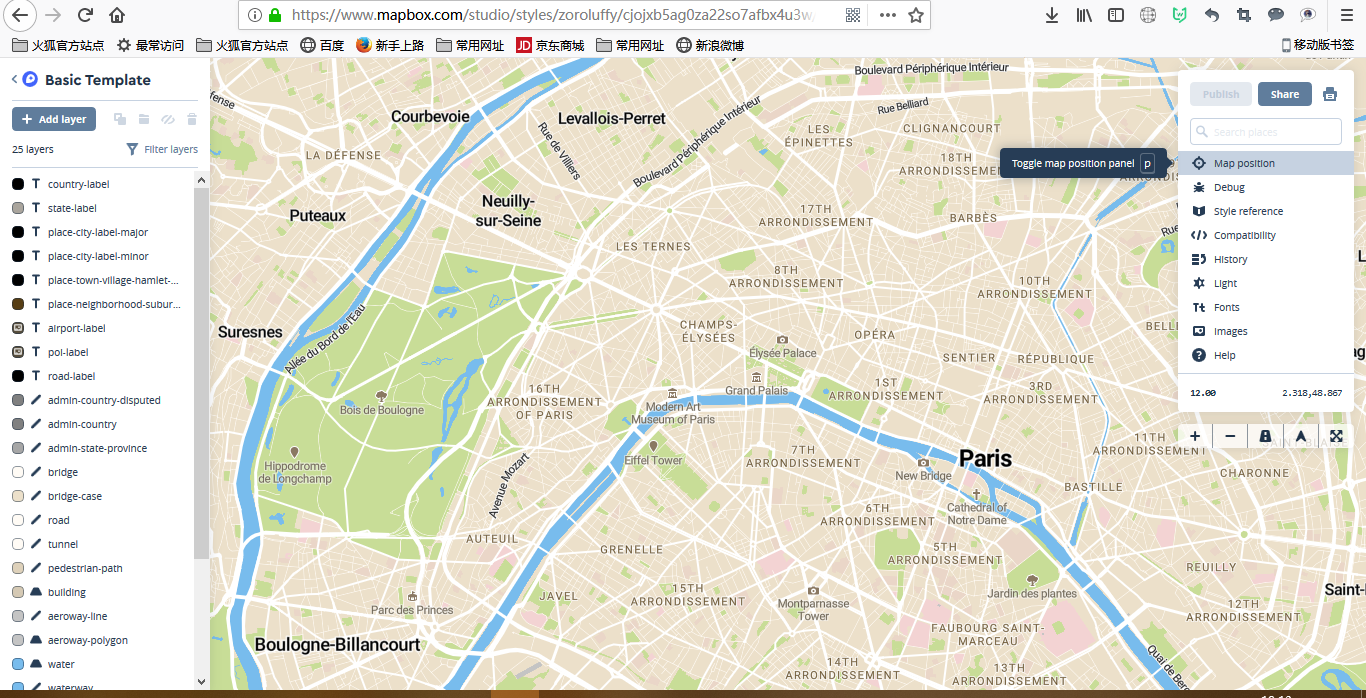 https://www.mapbox.com/studio/styles/zoroluffy/cjojxb5ag0za22so7afbx4u3w/
火狐官方站点 最常访问 火狐官方站点 百度 新手上路 常用网址 JD 京东商城 常用网址 新浪微博 移动版书签
Basic Template
Add layer
25 layers Filter layers
country-label
state-label
place-city-label-major
place-city-label-minor
place-town-village-hamlet-...
place-neighborhood-subur...
airport-label
poi-label
road-label
admin-country-disputed
admin-country
admin-state-province
bridge
bridge-case
road
tunnel
pedestrian-path
building
aeroway-line
aeroway-polygon
water
waterway
Publish Share
Search places
Toggle map position panel p
Map position
Debug
Style reference
Compatibility
History
Light
Fonts
Images
Help
12.00 2.318,48.867
Boulevard Périphérique Intérieur
Courbevoie
Levallois-Perret
Rue Belliard
Rue de Villiers
Boulevard Périphérique Intérieur
LES
ÉPINETTES
CLIGNANCOURT
LA DÉFENSE
18TH
ARRONDISSEMENT
Puteaux
Neuilly-
sur-Seine
17TH
ARRONDISSEMENT
BARBÈS
LES TERNES
8TH
ARRONDISSEMENT
10TH
ARRONDISSEMENT
Suresnes
Allée du Bord de l'Eau
CHAMPS-
ÉLYSÉES
OPÉRA
Élysée Palace
SENTIER
RÉPUBLIQUE
16TH
ARRONDISSEMENT
OF PARIS
Bois de Boulogne
Grand Palais
1ST
ARRONDISSEMENT
3RD
ARRONDISSEMENT
Modern Art
Museum of Paris
Hippodrome
de Longchamp
Eiffel Tower
7TH
ARRONDISSEMENT
New Bridge
Paris
11TH
ARRONDISSEMENT
CHARONNE
BASTILLE
Avenue Mozart
6TH
ARRONDISSEMENT
Cathedral of
Notre Dame
AUTEUIL
GRENELLE
5TH
ARRONDISSEMENT
REUILLY
JAVEL
15TH
ARRONDISSEMENT
Parc des Princes
Montparnasse
Tower
Jardin des plantes
12TH
ARRONDISSEMENT
Saint-
Boulogne-Billancourt
FAUBOURG SAINT-
MARCEAU
14TH
ARRONDISSEMENT
13TH
ARRONDISSEMENT
Quai de Berc